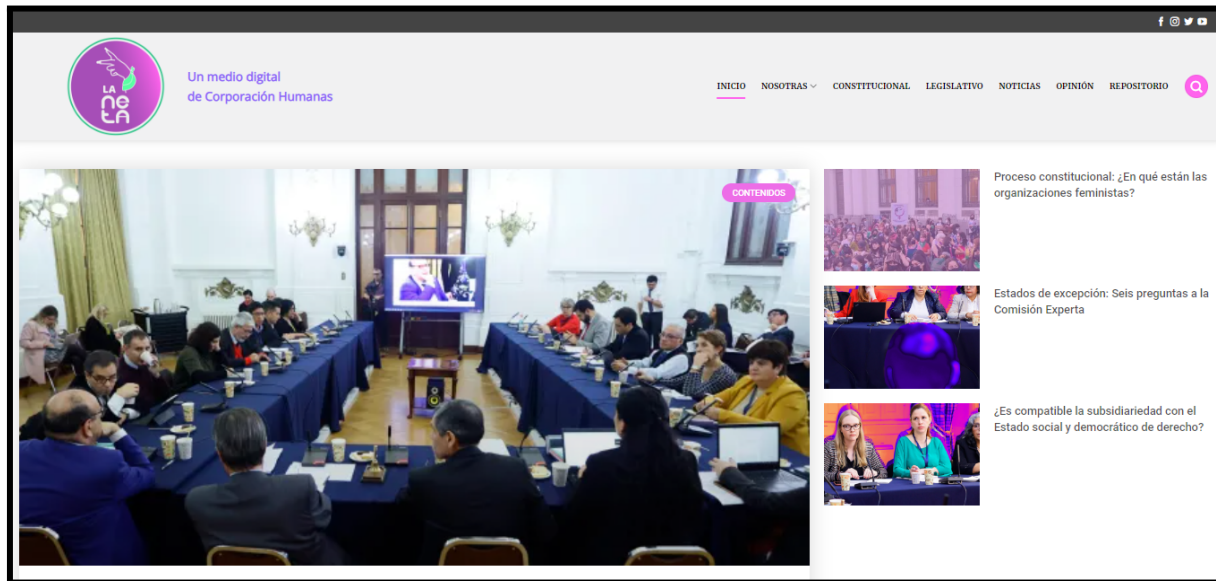 LA
neta
Un medio digital
de Corporación Humanas
INICIO NOSOTRAS CONSTITUCIONAL LEGISLATIVO NOTICIAS OPINIÓN REPOSITORIO
CONTENIDOS
Proceso constitucional: ¿En qué están las
organizaciones feministas?
Estados de excepción: Seis preguntas a la
Comisión Experta
¿Es compatible la subsidiariedad con el
Estado social y democrático de derecho?